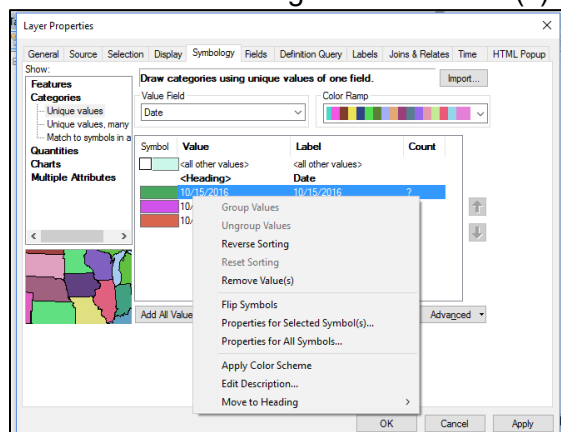 Layer Properties
General Source Selection Display Symbology Fields Definition Query Labels Joins & Relates Time HTML Popup
Show:
Features
Categories
Unique values
Unique values, many
Match to symbols in a
Quantities
Charts
Multiple Attributes
Draw categories using unique values of one field.
Import...
Value Field
Color Ramp
Date
Symbol Value Label Count
<all other values> <all other values>
<Heading> Date
10/15/2016 10/15/2016 ?
10/
10/
Group Values
Ungroup Values
Reverse Sorting
Reset Sorting
Remove Value(s)
Flip Symbols
Properties for Selected Symbol(s)...
Properties for All Symbols...
Apply Color Scheme
Edit Description...
Move to Heading >
Add All Value
Advanced
OK Cancel Apply